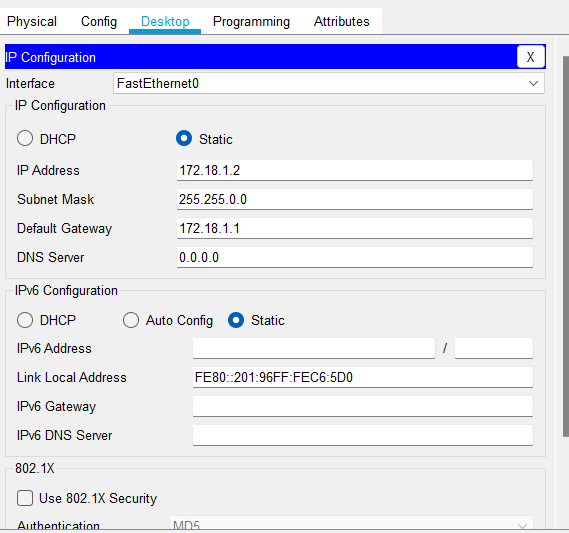 Physical Config Desktop Programming Attributes
IP Configuration X
Interface FastEthernet0
IP Configuration
DHCP Static
IP Address 172.18.1.2
Subnet Mask 255.255.0.0
Default Gateway 172.18.1.1
DNS Server 0.0.0.0
IPv6 Configuration
DHCP Auto Config Static
IPv6 Address /
Link Local Address FE80::201:96FF:FEC6:5D0
IPv6 Gateway
IPv6 DNS Server
802.1X
Use 802.1X Security
Authentication MD5